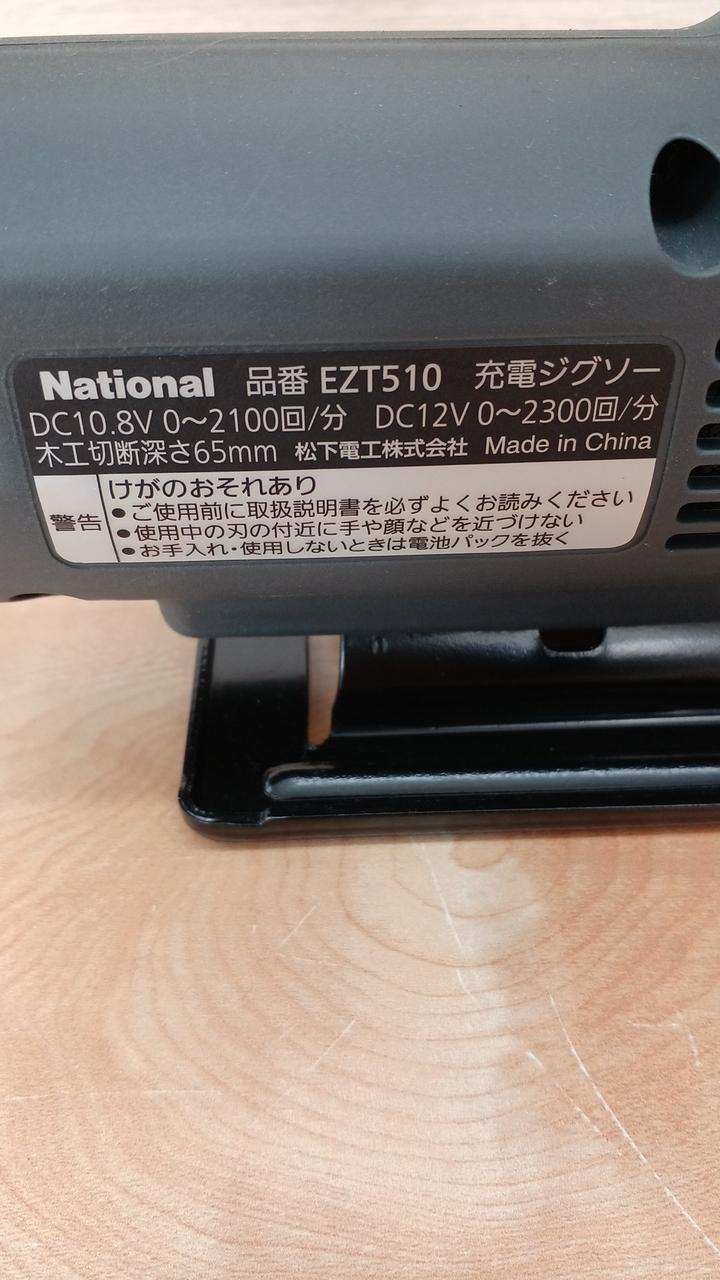 National 品番 EZT510 充電ジグソー
DC10.8V 0～2100回/分 DC12V 0～2300回/分
木工切断深さ65mm 松下電工株式会社 Made in China
警告
けがのおそれあり
●ご使用前に取扱説明書を必ずよくお読みください
●使用中の刃の付近に手や顔などを近づけない
●お手入れ・使用しないときは電池パックを抜く